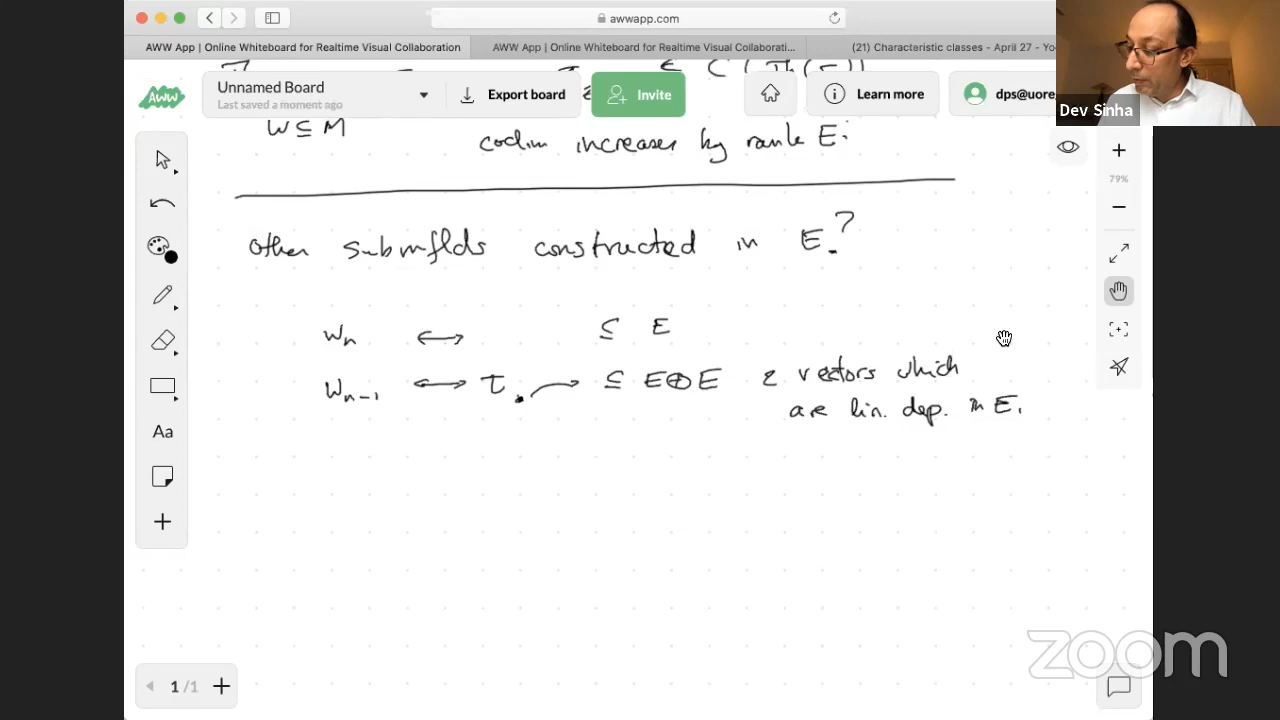 awwapp.com
AWW App | Online Whiteboard for Realtime Visual Collaboration
AWW App | Online Whiteboard for Realtime Visual Collaborati...
(21) Characteristic classes - April 27 - Yo
AWW
Unnamed Board
Last saved a moment ago
Export board
Invite
Learn more
dps@uore
Dev Sinha
W ⊆ M
codim increases by rank E.
79%
Other submflds constructed in E.?
Wn ↔ ⊆ E
Wn-1 ↔ τ. → ⊆ E⊕E 2 vectors which
are lin. dep. in E.
Aa
1/1
zoom